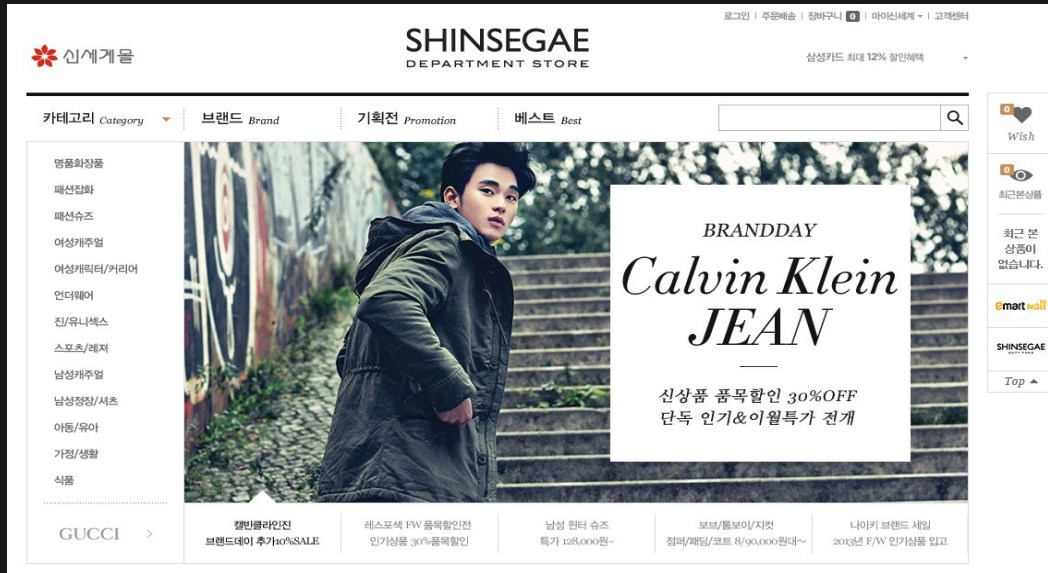 로그인 주문배송 장바구니 0 마이신세계 고객센터
신세계몰
SHINSEGAE
DEPARTMENT STORE
삼성카드 최대 12% 할인혜택
카테고리 Category 브랜드 Brand 기획전 Promotion 베스트 Best
명품화장품
패션잡화
패션슈즈
여성캐주얼
여성캐릭터/커리어
언더웨어
진/유니섹스
스포츠/레져
남성캐주얼
남성정장/셔츠
아동/유아
가정/생활
식품
GUCCI
BRANDDAY
Calvin Klein
JEAN
신상품 품목할인 30%OFF
단독 인기&이월특가 전개
캘빈클라인진
브랜드데이 추가10%SALE
레스포색 FW 품목할인전
인기상품 30%품목할인
남성 윈터 슈즈
특가 128,000원~
보브/톰보이/지컷
점퍼/패딩/코트 8/90,000원대~
나이키 브랜드 세일
2013년 F/W 인기상품 입고
0
Wish
0
최근본상품
최근 본
상품이
없습니다.
emart mall
SHINSEGAE
DUTY FREE
Top